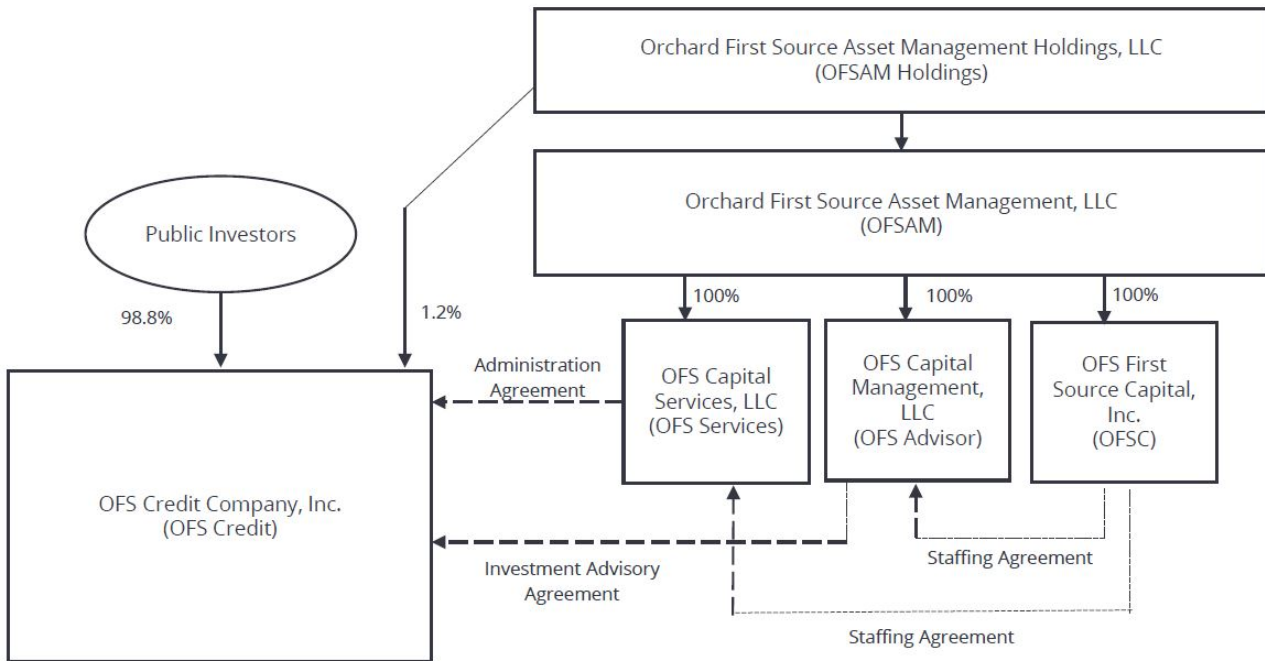 Orchard First Source Asset Management Holdings, LLC
(OFSAM Holdings)
Orchard First Source Asset Management, LLC
(OFSAM)
Public Investors
98.8%
1.2%
100%
100%
100%
Administration
Agreement
OFS Capital
Services, LLC
(OFS Services)
OFS Capital
Management,
LLC
(OFS Advisor)
OFS First
Source Capital,
Inc.
(OFSC)
OFS Credit Company, Inc.
(OFS Credit)
Investment Advisory
Agreement
Staffing Agreement
Staffing Agreement